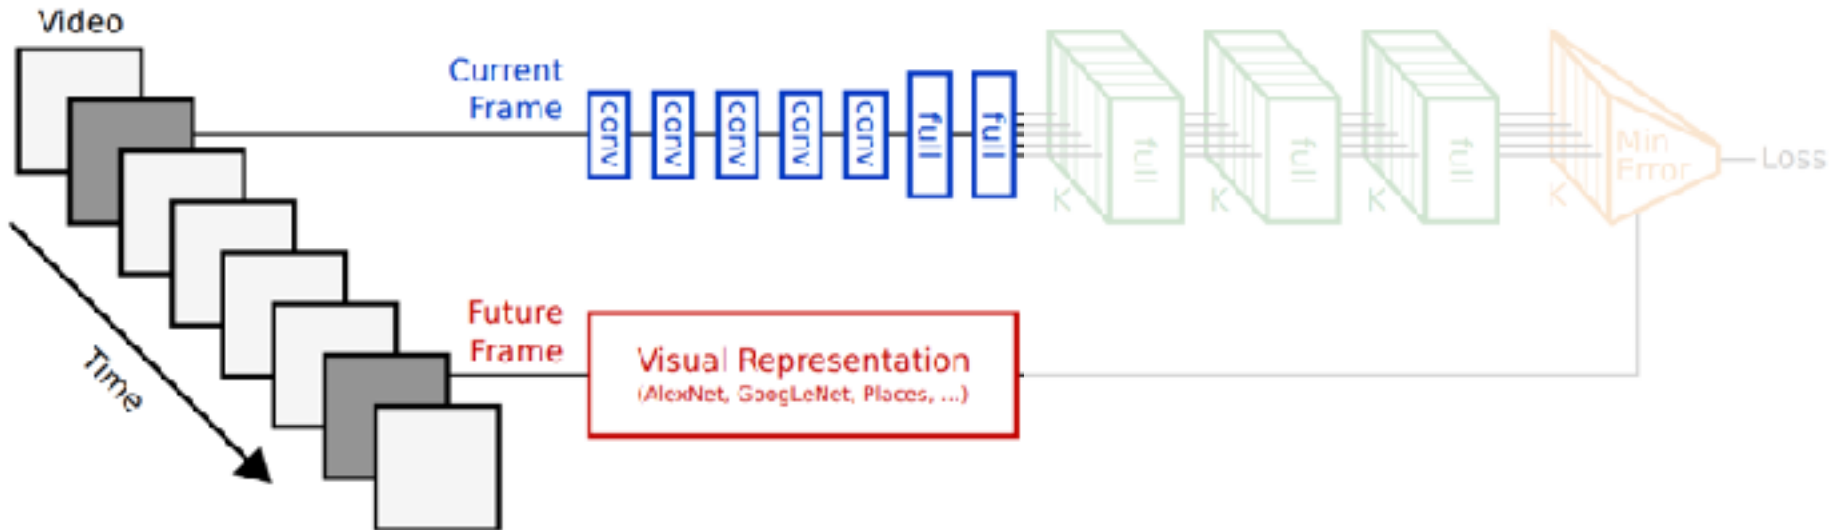 Video
Current
Frame
conv
conv
conv
conv
conv
full
full
full
K
full
K
full
K
Min
Error
K
Loss
Future
Frame
Visual Representation
(AlexNet, GoogLeNet, Places, ...)
Time